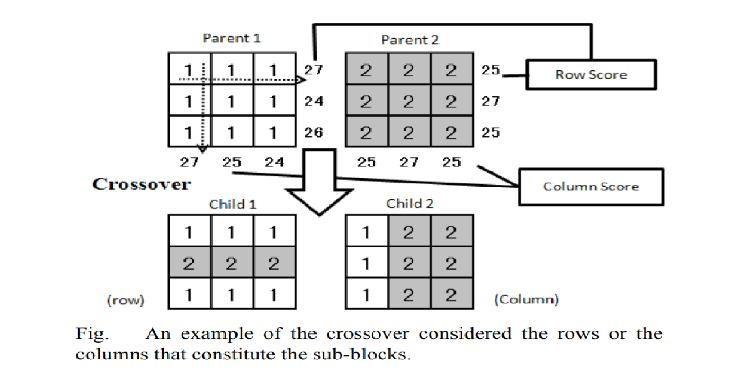 Parent 1 Parent 2
1 1 1 27 2 2 2 25 Row Score
1 1 1 24 2 2 2 27
1 1 1 26 2 2 2 25
27 25 24 25 27 25
Crossover Column Score
Child 1 Child 2
1 1 1 1 2 2
2 2 2 1 2 2
(row) 1 1 1 1 2 2 (Column)
Fig. An example of the crossover considered the rows or the
columns that constitute the sub-blocks.